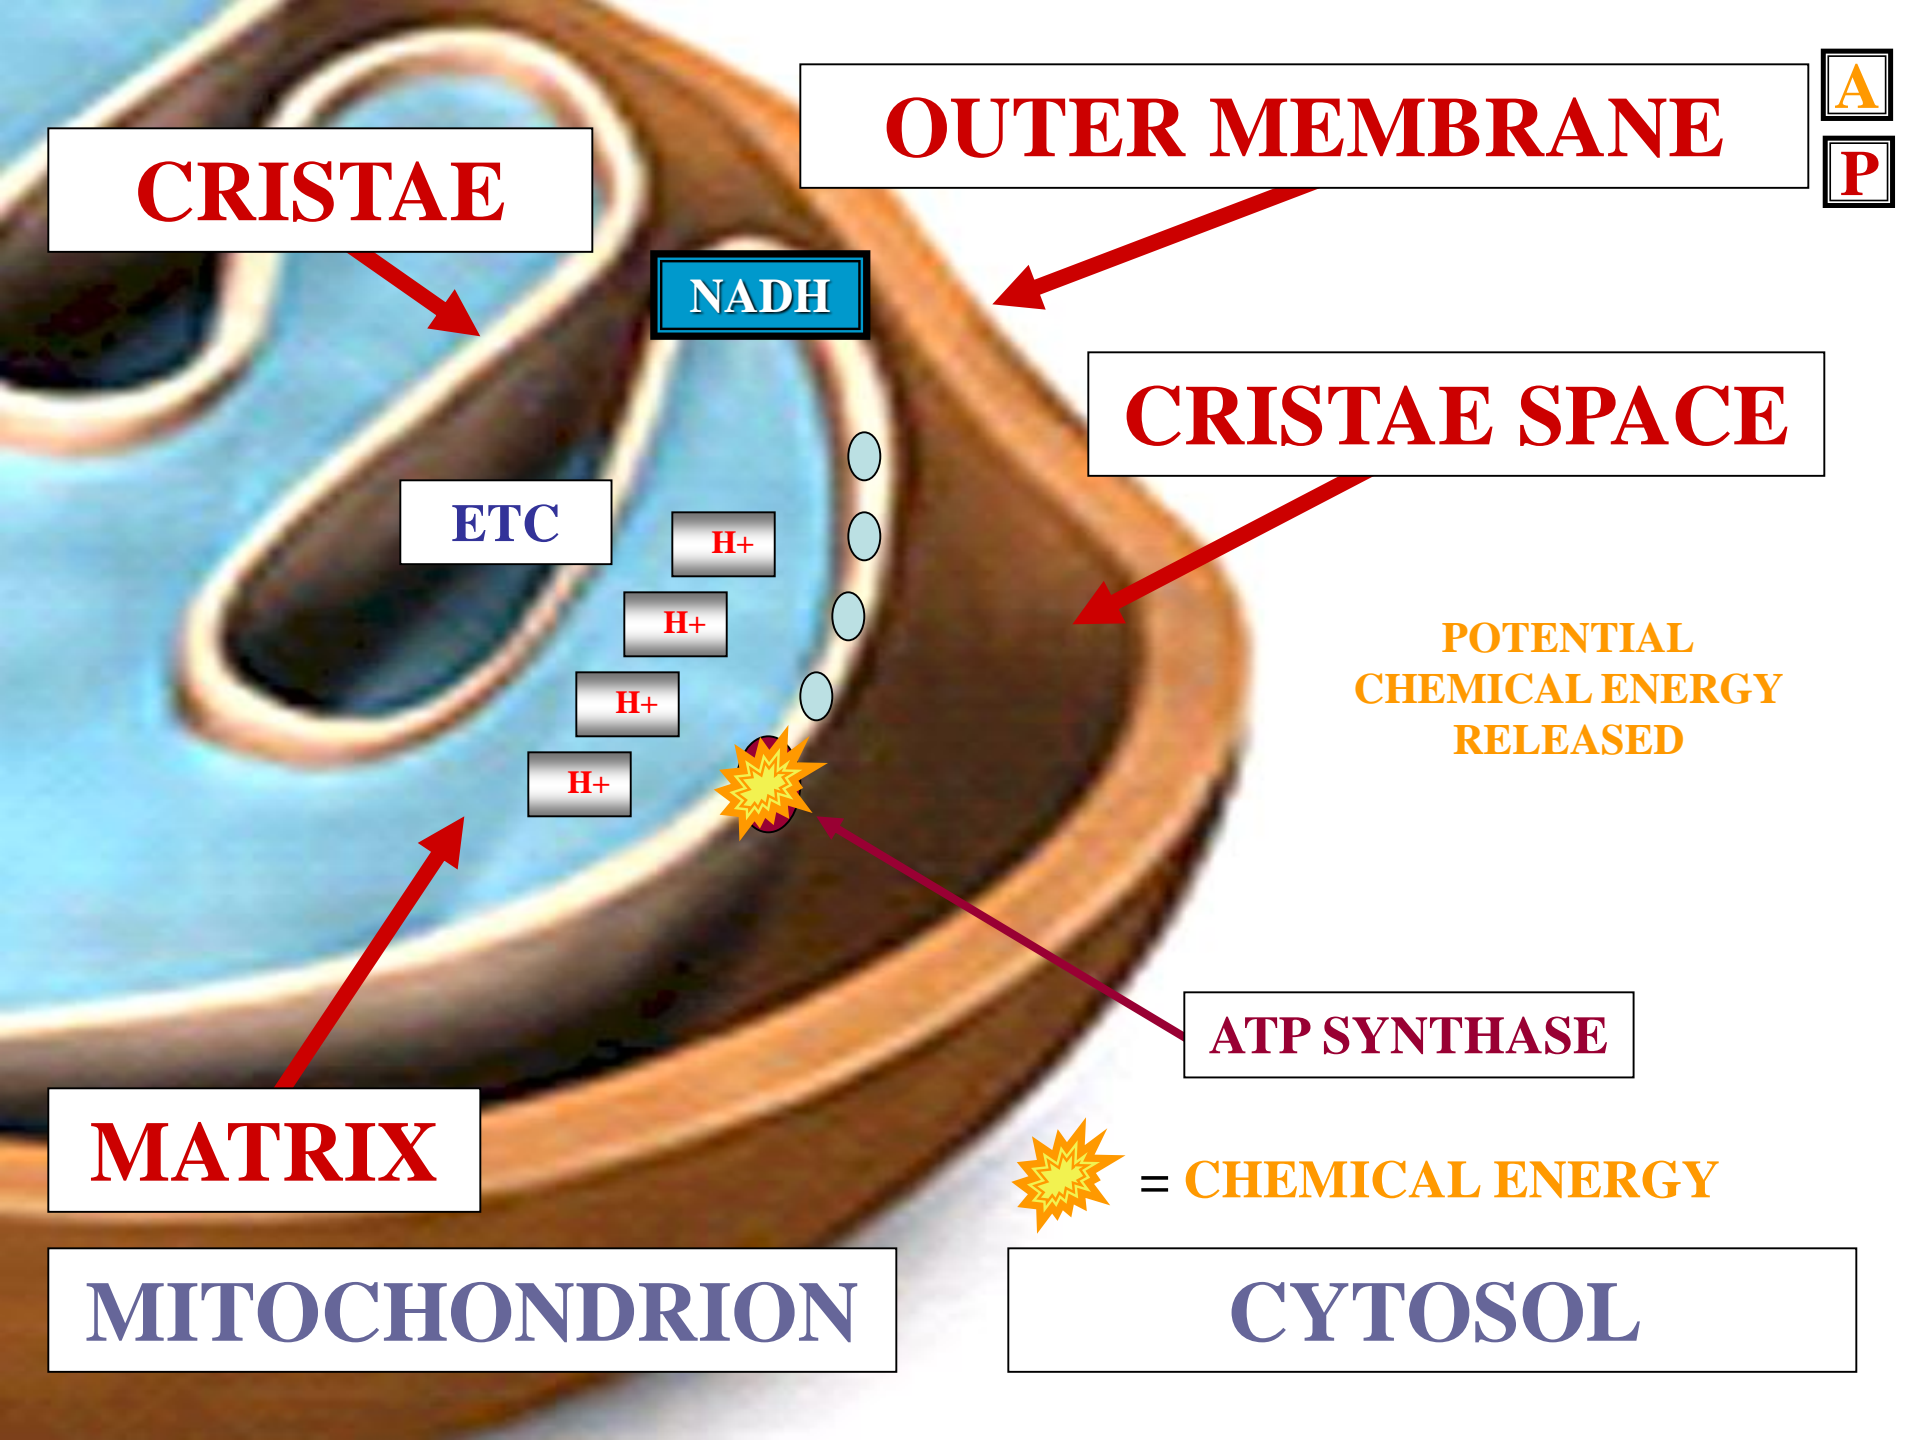 OUTER MEMBRANE
A
P
CRISTAE
NADH
CRISTAE SPACE
ETC
H+
H+
H+
H+
POTENTIAL
CHEMICAL ENERGY
RELEASED
ATP SYNTHASE
MATRIX
= CHEMICAL ENERGY
MITOCHONDRION
CYTOSOL